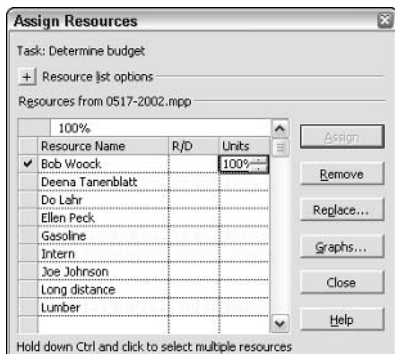 Assign Resources
Task: Determine budget
+ Resource list options
Resources from 0517-2002.mpp
100%
Resource Name R/D Units
Bob Woock 100%
Deena Tanenblatt
Do Lahr
Ellen Peck
Gasoline
Intern
Joe Johnson
Long distance
Lumber
Assign
Remove
Replace...
Graphs...
Close
Help
Hold down Ctrl and click to select multiple resources